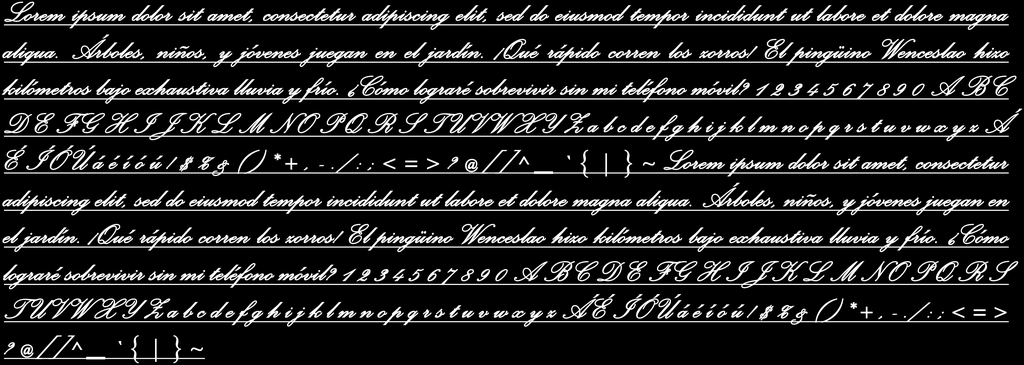 Lorem ipsum dolor sit amet, consectetur adipiscing elit, sed do eiusmod tempor incididunt ut labore et dolore magna
aliqua. Árboles, niños, y jóvenes juegan en el jardín. ¡Qué rápido corren los zorros! El pingüino Wenceslao hizo
kilómetros bajo exhaustiva lluvia y frío. ¿Cómo lograré sobrevivir sin mi teléfono móvil? 1 2 3 4 5 6 7 8 9 0 A B C
D E F G H I J K L M N O P Q R S T U V W X Y Z a b c d e f g h i j k l m n o p q r s t u v w x y z Á
É Í Ó Ú á é í ó ú ! $ % & ( ) * + , - . / : ; < = > ? @ [ ] ^ _ ` { | } ~ Lorem ipsum dolor sit amet, consectetur
adipiscing elit, sed do eiusmod tempor incididunt ut labore et dolore magna aliqua. Árboles, niños, y jóvenes juegan en
el jardín. ¡Qué rápido corren los zorros! El pingüino Wenceslao hizo kilómetros bajo exhaustiva lluvia y frío. ¿Cómo
lograré sobrevivir sin mi teléfono móvil? 1 2 3 4 5 6 7 8 9 0 A B C D E F G H I J K L M N O P Q R S
T U V W X Y Z a b c d e f g h i j k l m n o p q r s t u v w x y z Á É Í Ó Ú á é í ó ú ! $ % & ( ) * + , - . / : ; < = >
? @ [ ] ^ _ ` { | } ~